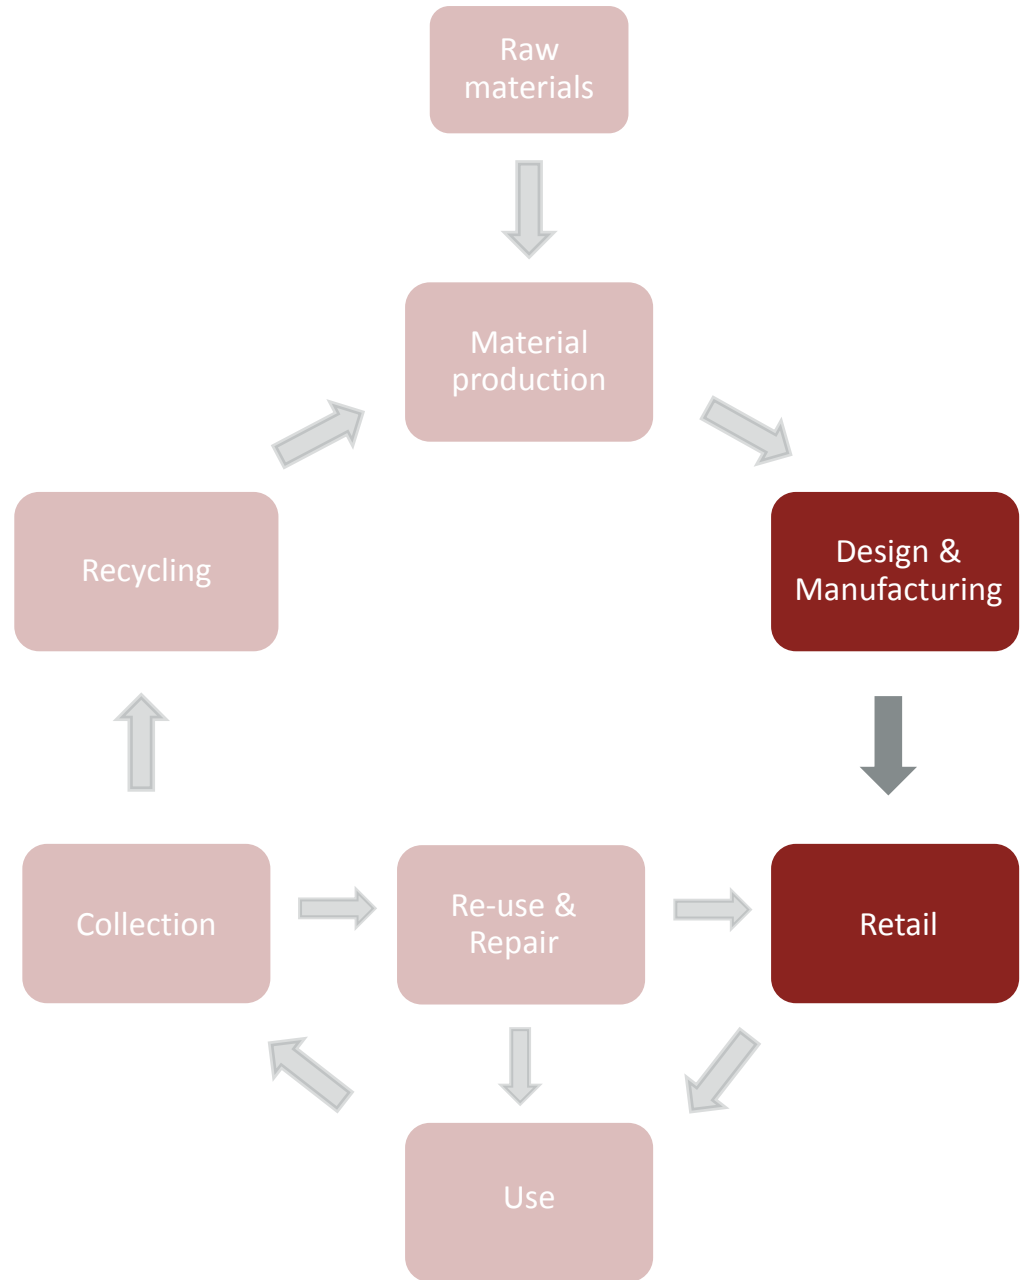 Raw
materials
Material
production
Recycling
Design &
Manufacturing
Collection
Re-use &
Repair
Retail
Use